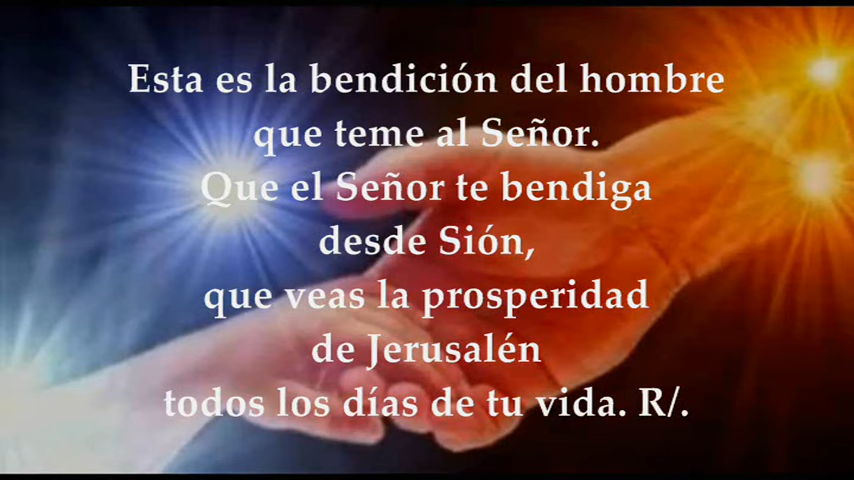 Esta es la bendición del hombre
que teme al Señor.
Que el Señor te bendiga
desde Sión,
que veas la prosperidad
de Jerusalén
todos los días de tu vida. R/.